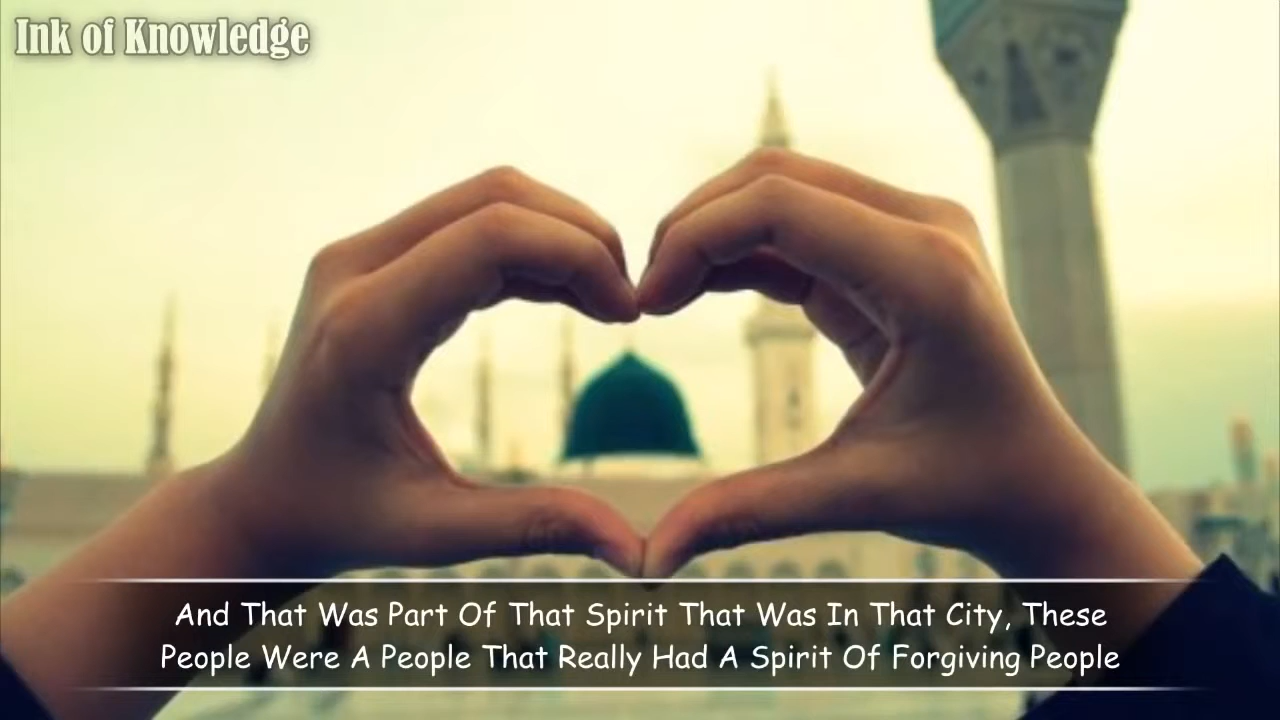 Ink of Knowledge
And That Was Part Of That Spirit That Was In That City, These
People Were A People That Really Had A Spirit Of Forgiving People